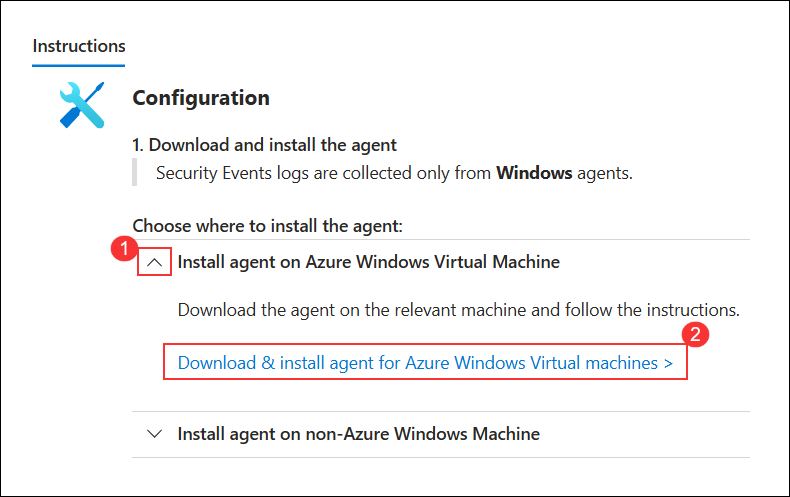 Instructions
Configuration
1. Download and install the agent
Security Events logs are collected only from Windows agents.
Choose where to install the agent:
1
Install agent on Azure Windows Virtual Machine
Download the agent on the relevant machine and follow the instructions.
2
Download & install agent for Azure Windows Virtual machines >
Install agent on non-Azure Windows Machine